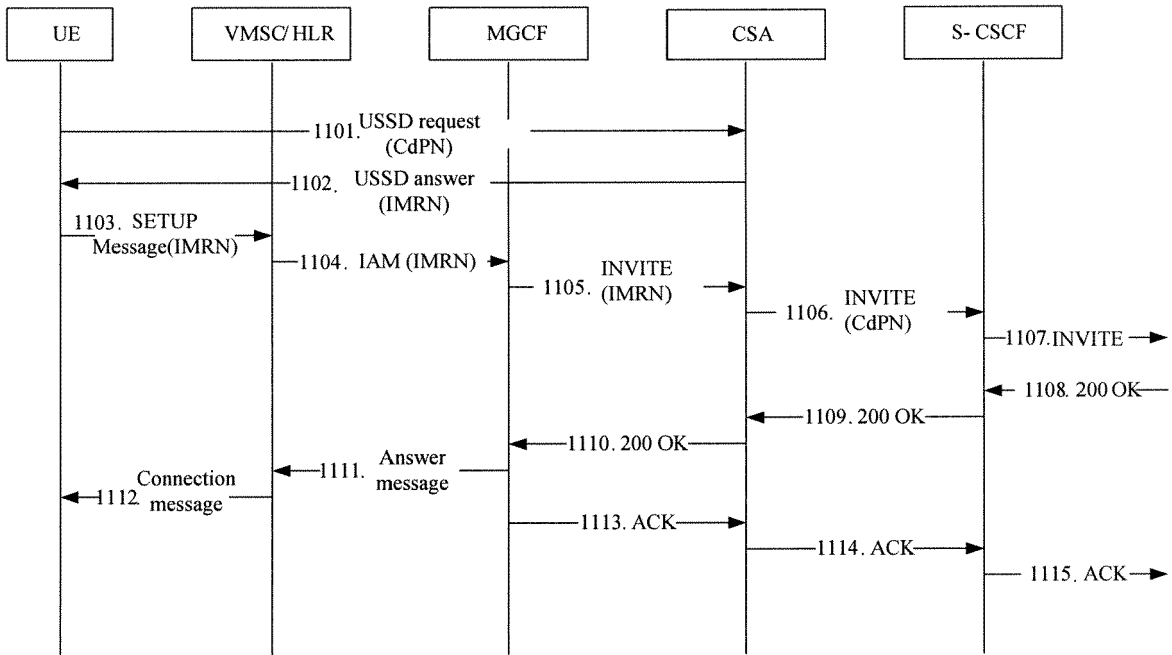 UE
VMSC/HLR
MGCF
CSA
S-CSCF
1101. USSD request
(CdPN)
1102. USSD answer
(IMRN)
1103. SETUP
Message(IMRN)
1104. IAM (IMRN)
1105. INVITE
(IMRN)
1106. INVITE
(CdPN)
1107.INVITE
1108. 200 OK
1109. 200 OK
1110. 200 OK
1111. Answer
message
1112. Connection
message
1113. ACK
1114. ACK
1115. ACK